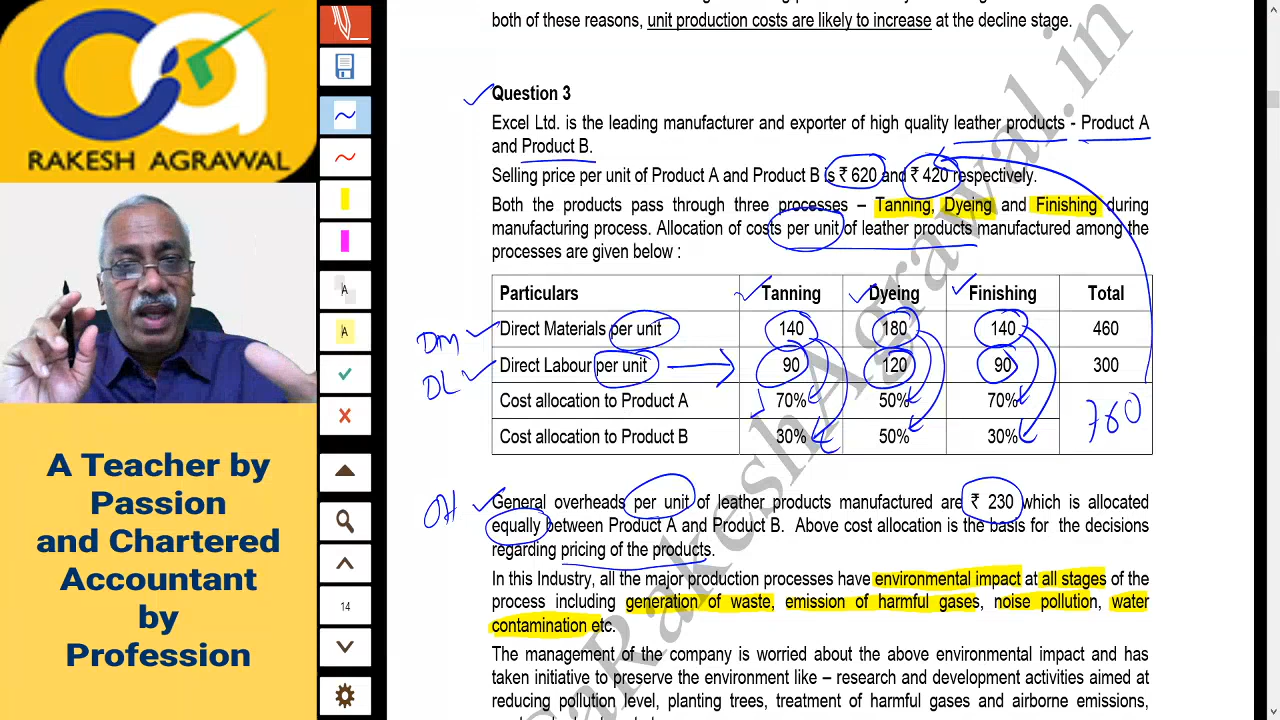 both of these reasons, unit production costs are likely to increase at the decline stage.
Question 3
Excel Ltd. is the leading manufacturer and exporter of high quality leather products - Product A
and Product B.
Selling price per unit of Product A and Product B is ₹ 620 and ₹ 420 respectively.
Both the products pass through three processes – Tanning, Dyeing and Finishing during
manufacturing process. Allocation of costs per unit of leather products manufactured among the
processes are given below :
Particulars Tanning Dyeing Finishing Total
DM Direct Materials per unit 140 180 140 460
DL Direct Labour per unit 90 120 90 300
Cost allocation to Product A 70% 50% 70%
760
Cost allocation to Product B 30% 50% 30%
OH General overheads per unit of leather products manufactured are ₹ 230 which is allocated
equally between Product A and Product B. Above cost allocation is the basis for the decisions
regarding pricing of the products.
In this Industry, all the major production processes have environmental impact at all stages of the
process including generation of waste, emission of harmful gases, noise pollution, water
contamination etc.
The management of the company is worried about the above environmental impact and has
taken initiative to preserve the environment like – research and development activities aimed at
reducing pollution level, planting trees, treatment of harmful gases and airborne emissions,
CaRakeshAgrawal.in
ca
RAKESH AGRAWAL
A Teacher by
Passion
and Chartered
Accountant
by
Profession
A
A
14